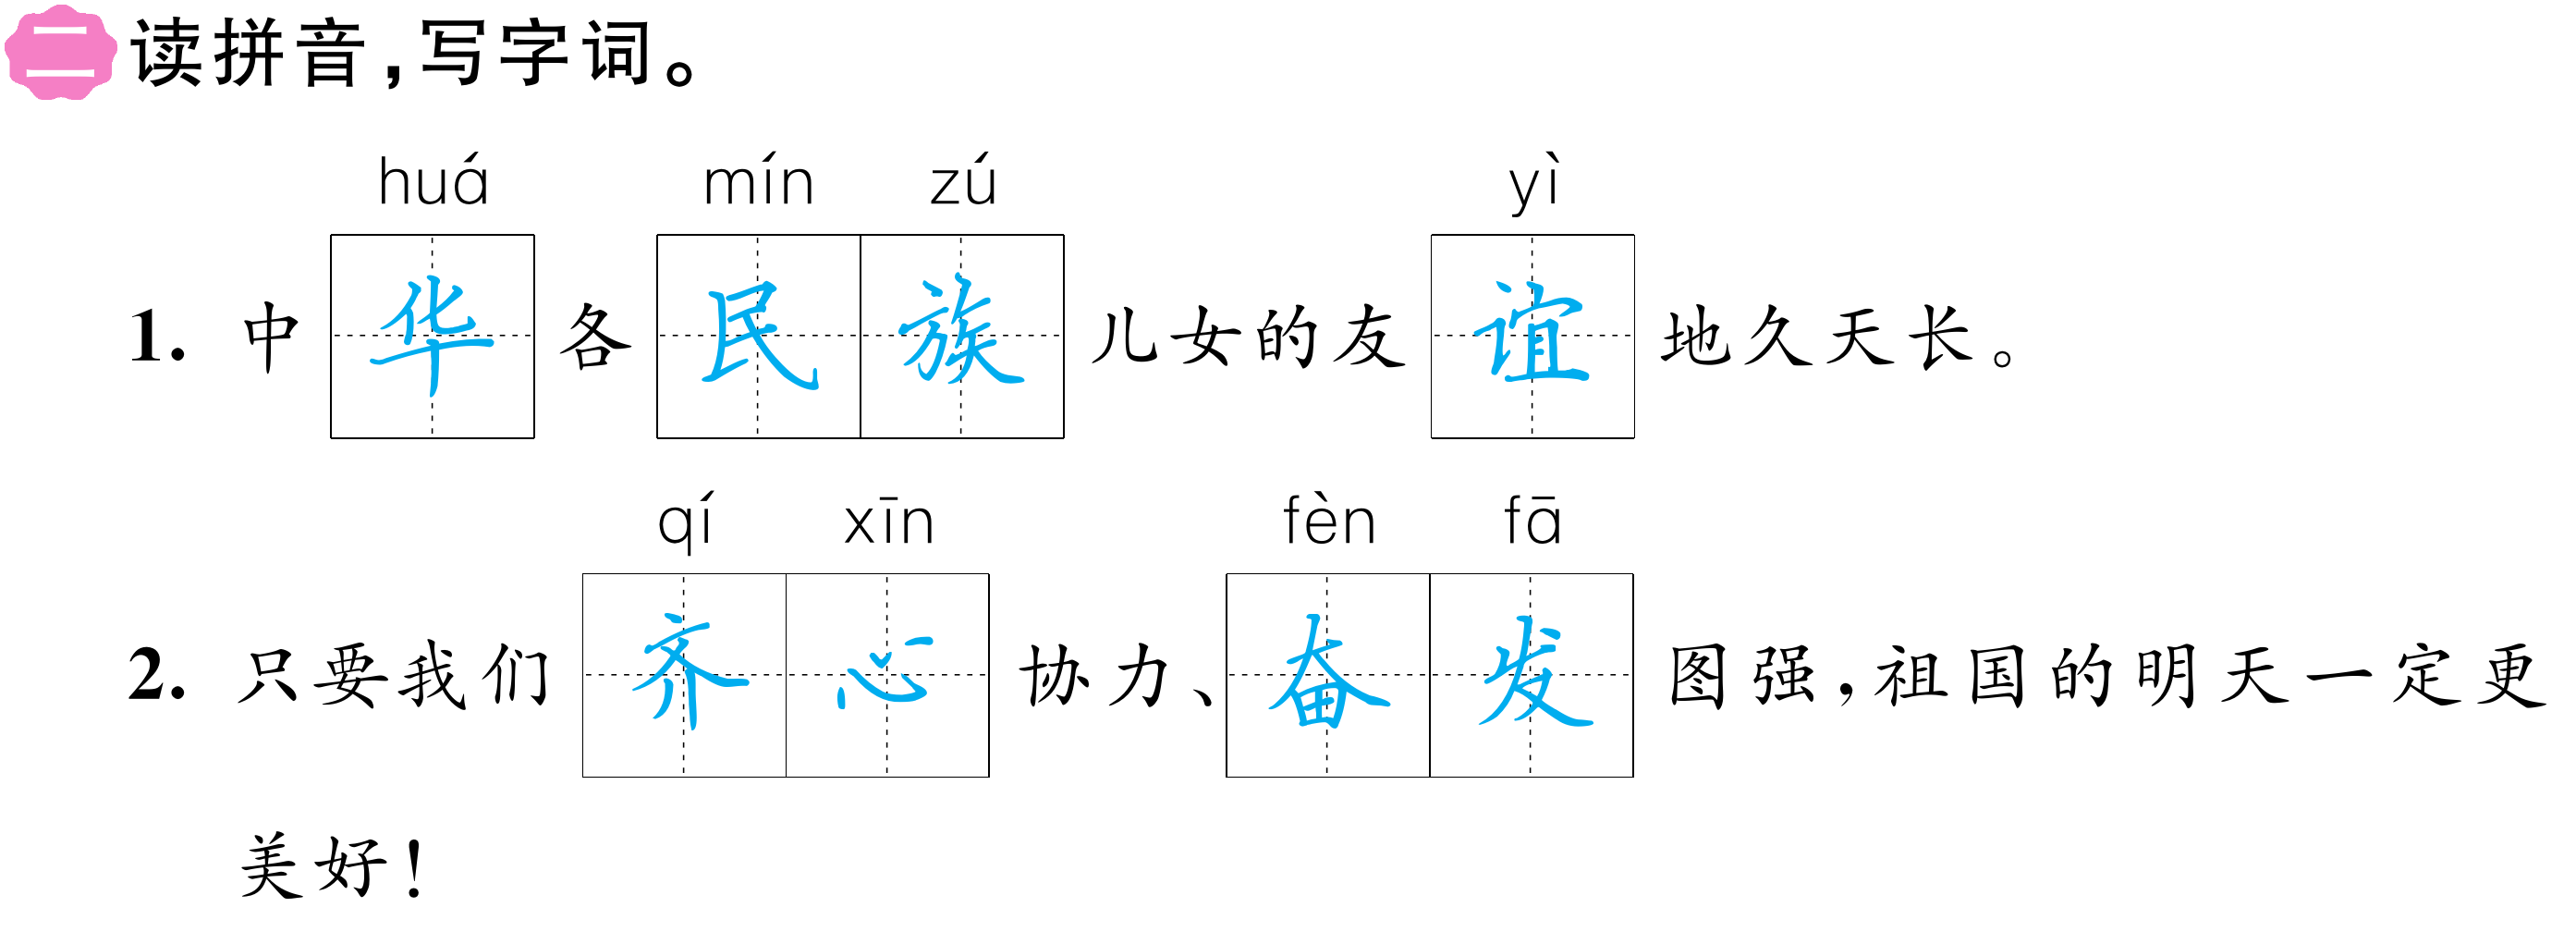 二 读拼音,写字词。
huá mín zú yì
1. 中华各民族儿女的友谊地久天长。
qí xīn fèn fā
2. 只要我们齐心协力、奋发图强,祖国的明天一定更
美好!